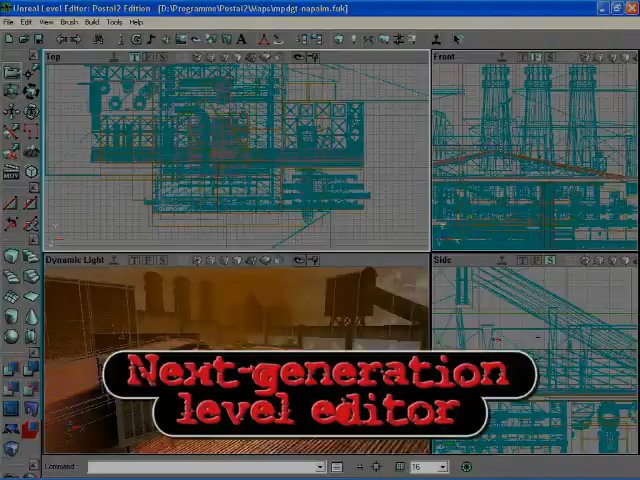 Unreal Level Editor: Postal2 Edition - [D:\Programme\Postal2\Maps\mpdgt-napalm.fuk]
File Edit View Brush Build Tools Help
Top
Front
Dynamic Light
Side
Next-generation
level editor
Command
16